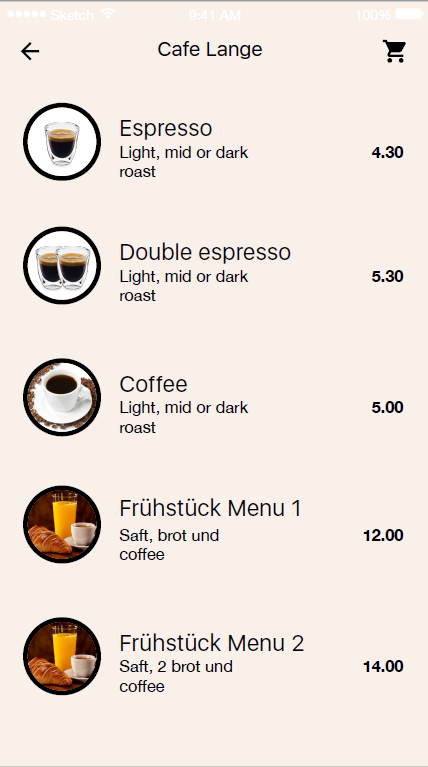 Sketch 9:41 AM 100%
Cafe Lange
Espresso
Light, mid or dark
roast
4.30
Double espresso
Light, mid or dark
roast
5.30
Coffee
Light, mid or dark
roast
5.00
Frühstück Menu 1
Saft, brot und
coffee
12.00
Frühstück Menu 2
Saft, 2 brot und
coffee
14.00